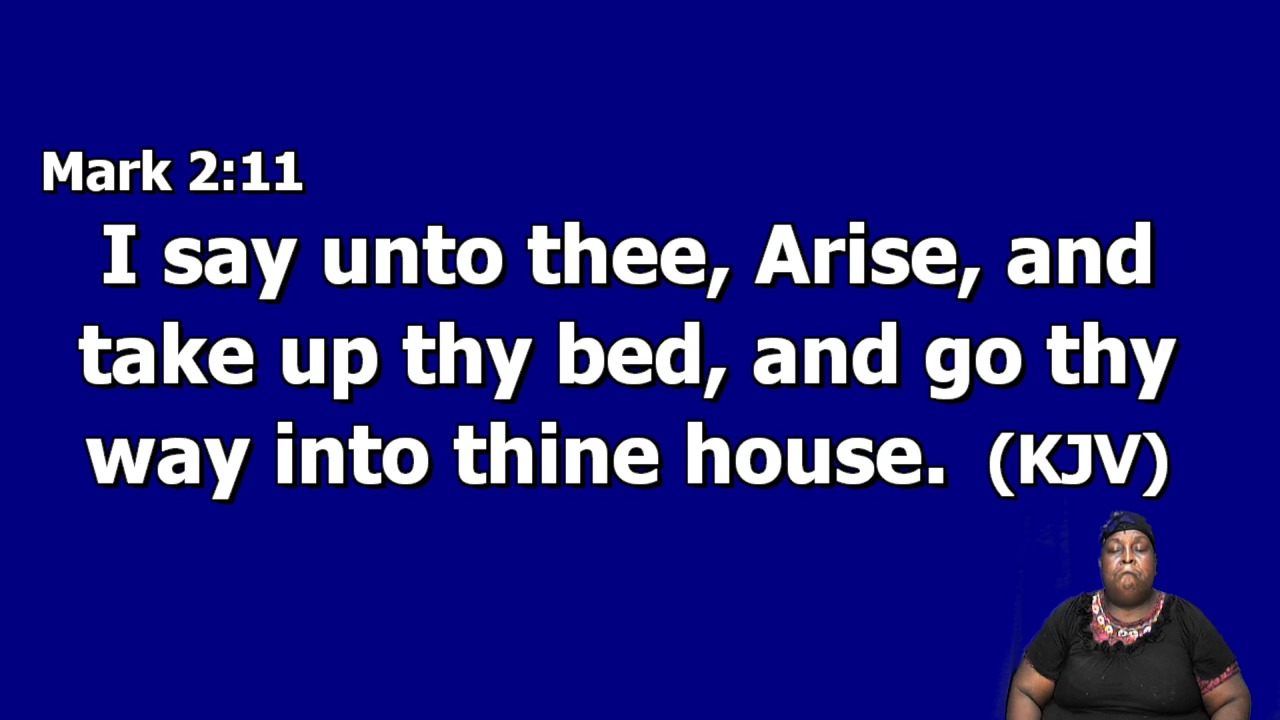 Mark 2:11
I say unto thee, Arise, and
take up thy bed, and go thy
way into thine house. (KJV)